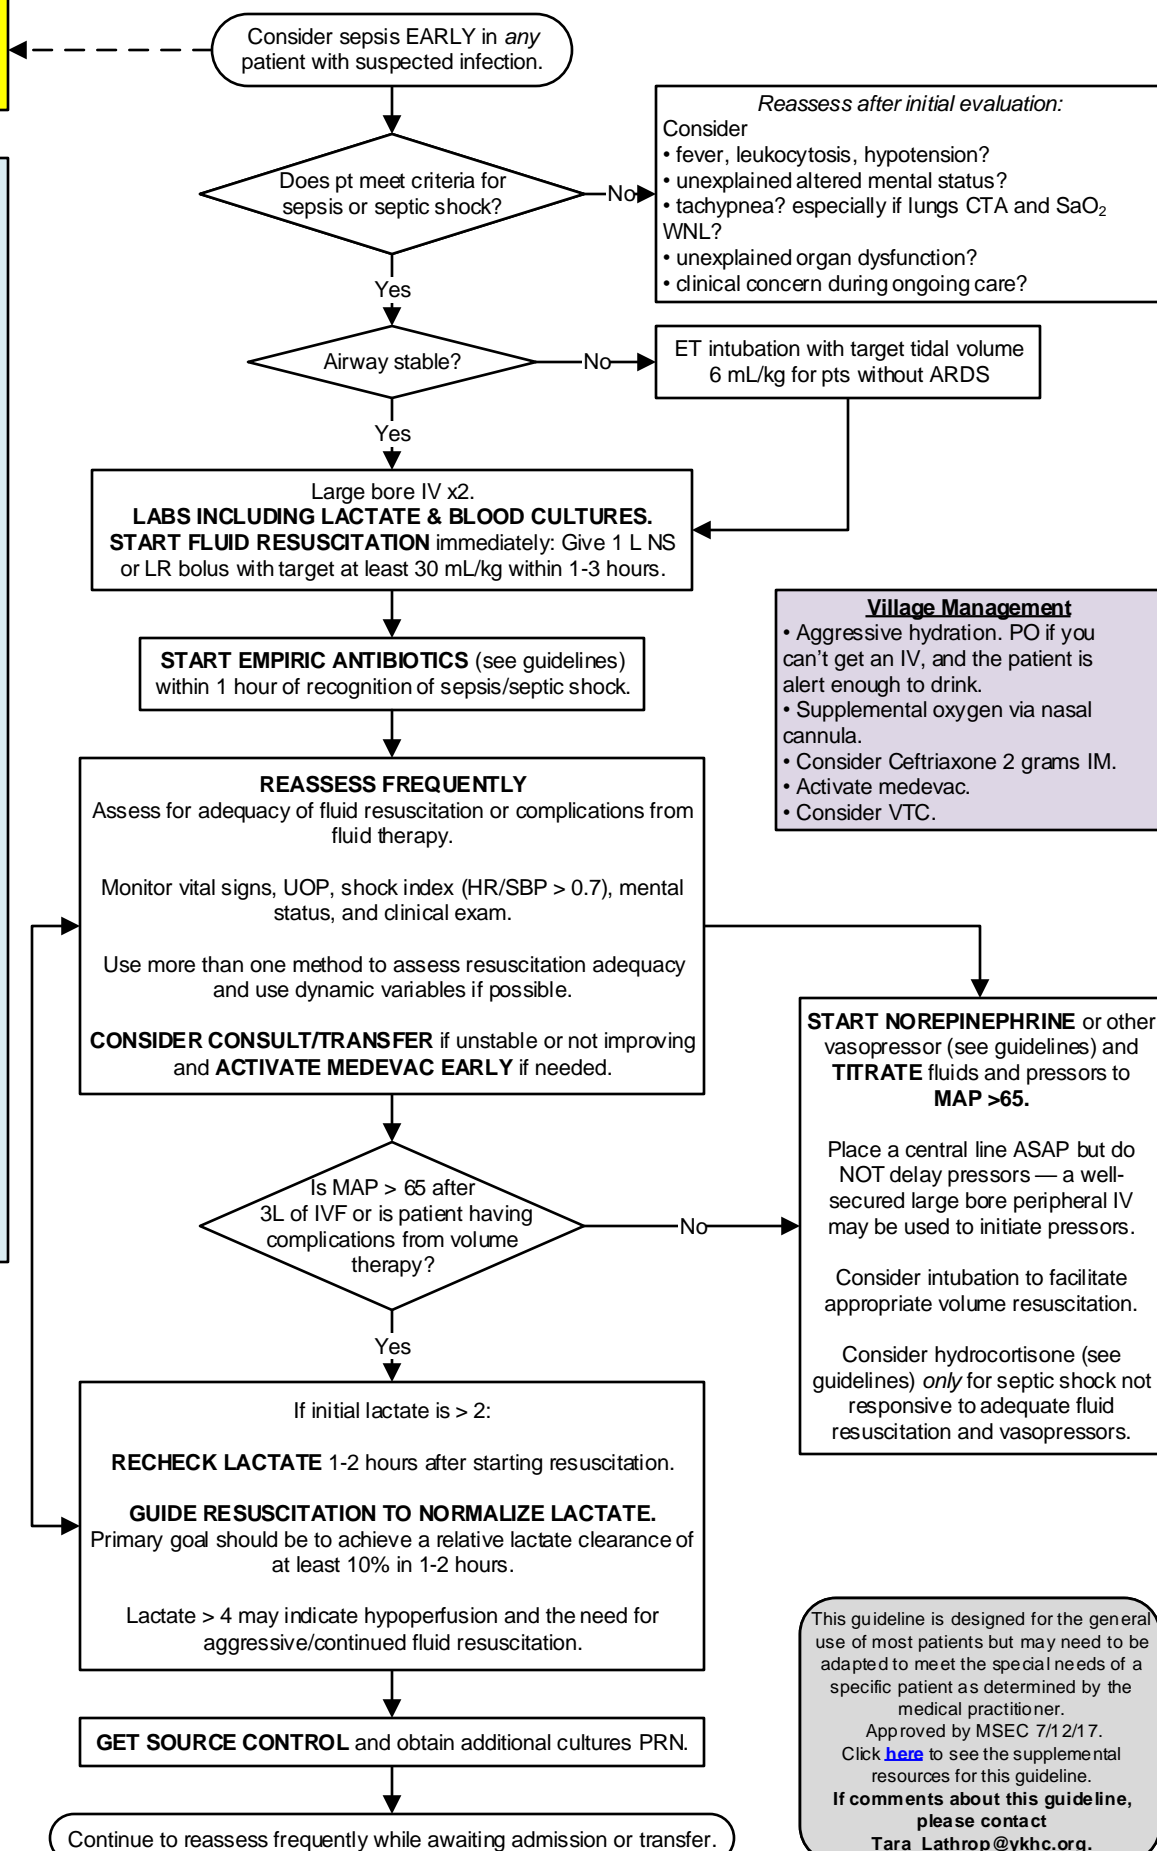 Consider sepsis EARLY in any
patient with suspected infection.
Reassess after initial evaluation:
Consider
• fever, leukocytosis, hypotension?
• unexplained altered mental status?
• tachypnea? especially if lungs CTA and SaO2
WNL?
• unexplained organ dysfunction?
• clinical concern during ongoing care?
Does pt meet criteria for
sepsis or septic shock?
No
Yes
Airway stable?
No
ET intubation with target tidal volume
6 mL/kg for pts without ARDS
Yes
Large bore IV x2.
LABS INCLUDING LACTATE & BLOOD CULTURES.
START FLUID RESUSCITATION immediately: Give 1 L NS
or LR bolus with target at least 30 mL/kg within 1-3 hours.
Village Management
• Aggressive hydration. PO if you
can't get an IV, and the patient is
alert enough to drink.
• Supplemental oxygen via nasal
cannula.
• Consider Ceftriaxone 2 grams IM.
• Activate medevac.
• Consider VTC.
START EMPIRIC ANTIBIOTICS (see guidelines)
within 1 hour of recognition of sepsis/septic shock.
REASSESS FREQUENTLY
Assess for adequacy of fluid resuscitation or complications from
fluid therapy.
Monitor vital signs, UOP, shock index (HR/SBP > 0.7), mental
status, and clinical exam.
Use more than one method to assess resuscitation adequacy
and use dynamic variables if possible.
CONSIDER CONSULT/TRANSFER if unstable or not improving
and ACTIVATE MEDEVAC EARLY if needed.
START NOREPINEPHRINE or other
vasopressor (see guidelines) and
TITRATE fluids and pressors to
MAP >65.
Place a central line ASAP but do
NOT delay pressors — a well-
secured large bore peripheral IV
may be used to initiate pressors.
Consider intubation to facilitate
appropriate volume resuscitation.
Consider hydrocortisone (see
guidelines) only for septic shock not
responsive to adequate fluid
resuscitation and vasopressors.
Is MAP > 65 after
3L of IVF or is patient having
complications from volume
therapy?
No
Yes
If initial lactate is > 2:
RECHECK LACTATE 1-2 hours after starting resuscitation.
GUIDE RESUSCITATION TO NORMALIZE LACTATE.
Primary goal should be to achieve a relative lactate clearance of
at least 10% in 1-2 hours.
Lactate > 4 may indicate hypoperfusion and the need for
aggressive/continued fluid resuscitation.
GET SOURCE CONTROL and obtain additional cultures PRN.
Continue to reassess frequently while awaiting admission or transfer.
This guideline is designed for the general
use of most patients but may need to be
adapted to meet the special needs of a
specific patient as determined by the
medical practitioner.
Approved by MSEC 7/12/17.
Click here to see the supplemental
resources for this guideline.
If comments about this guideline,
please contact
Tara_Lathrop@ykhc.org.